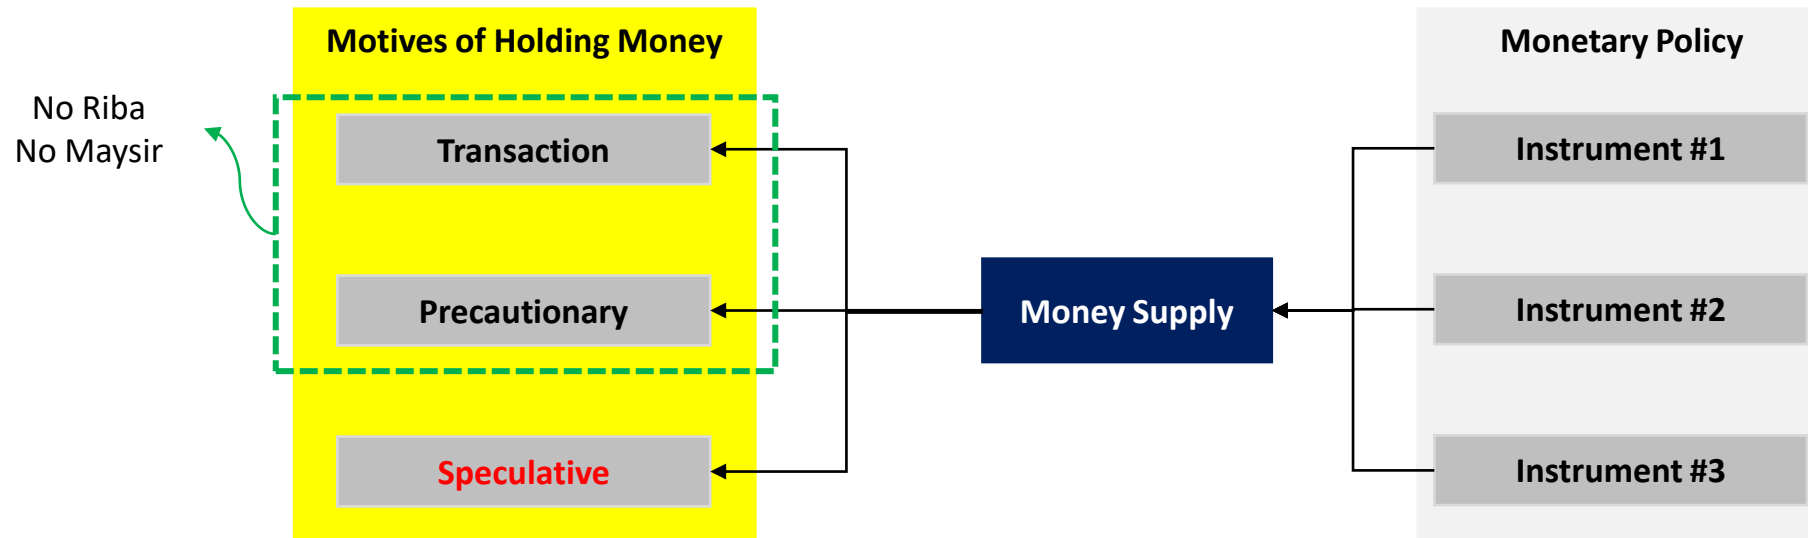 Motives of Holding Money
No Riba
No Maysir
Transaction
Precautionary
Speculative
Money Supply
Monetary Policy
Instrument #1
Instrument #2
Instrument #3